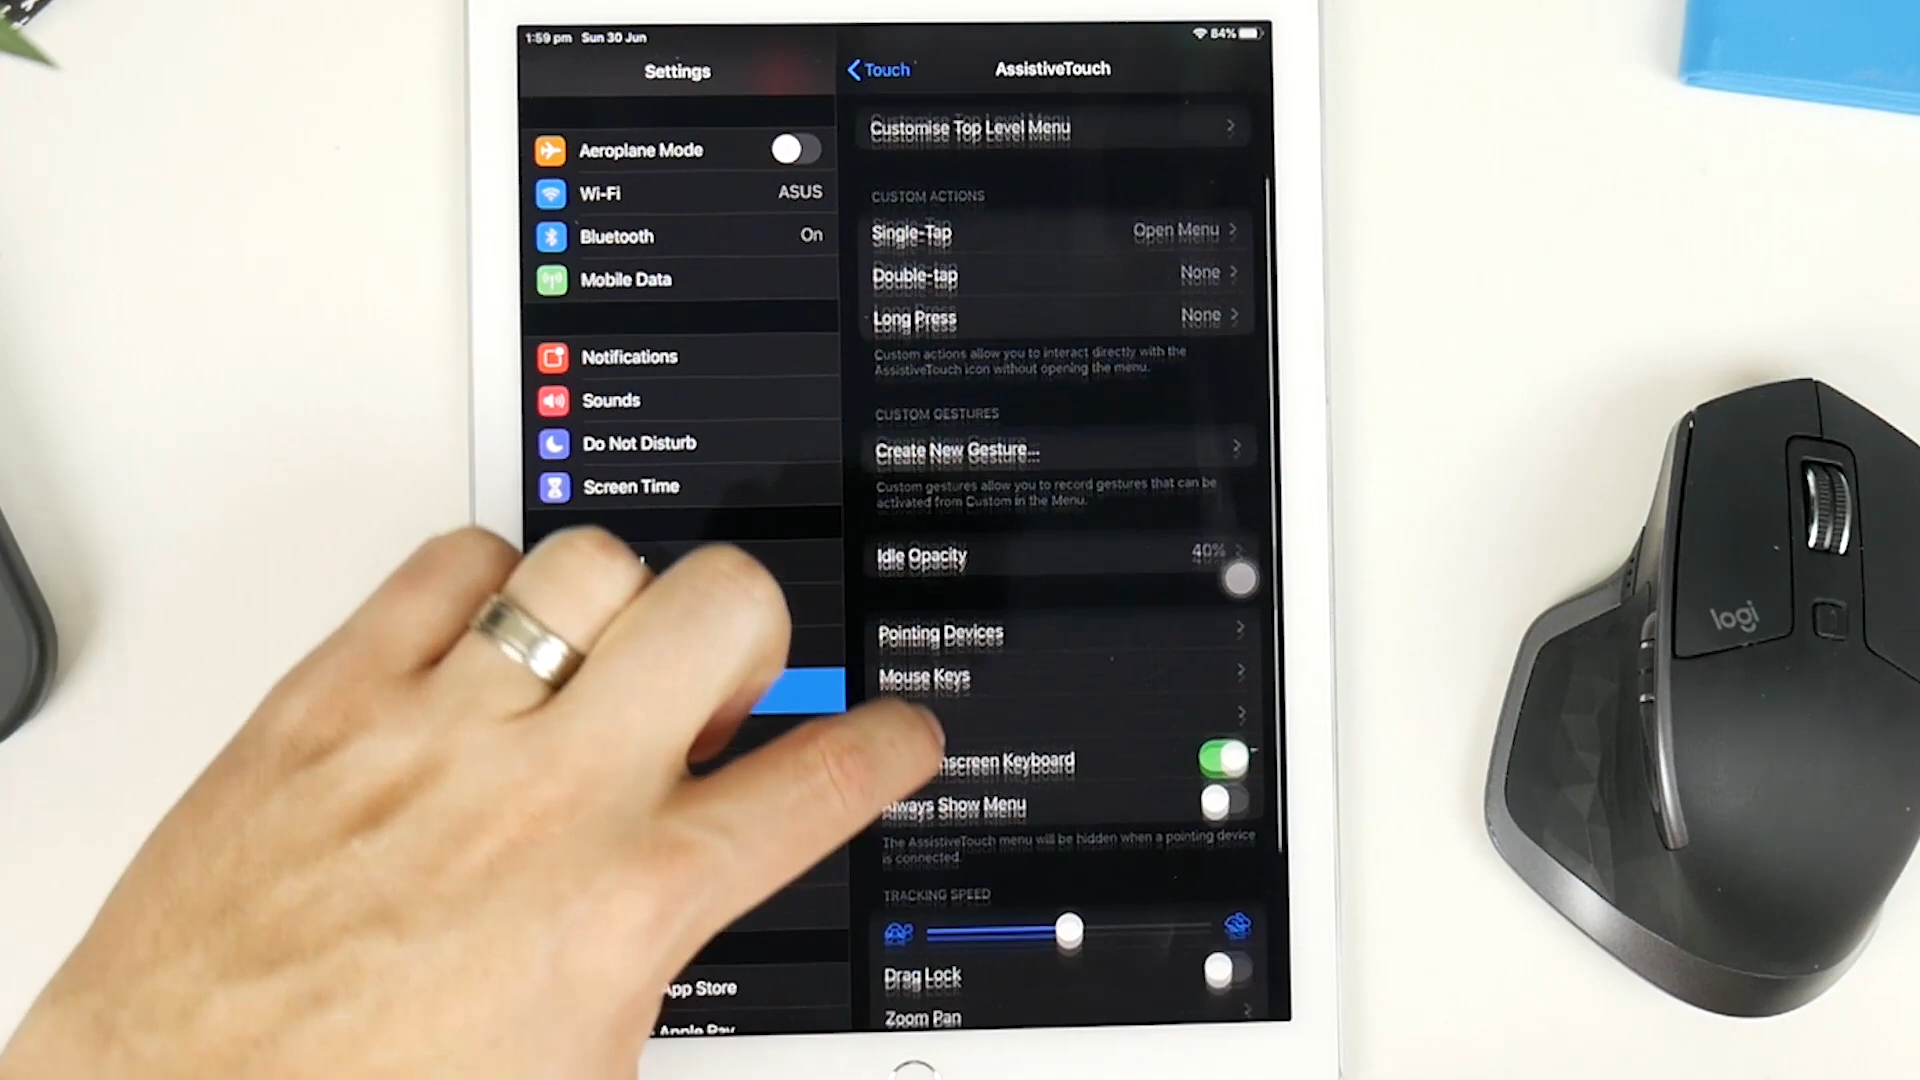 1:59 pm Sun 30 Jun
84%
Settings
Aeroplane Mode
Wi-Fi ASUS
Bluetooth On
Mobile Data
Notifications
Sounds
Do Not Disturb
Screen Time
App Store
Apple Pay
Touch AssistiveTouch
Customise Top Level Menu
CUSTOM ACTIONS
Single-Tap Open Menu
Double-tap None
Long Press None
Custom actions allow you to interact directly with the
AssistiveTouch icon without opening the menu.
CUSTOM GESTURES
Create New Gesture...
Custom gestures allow you to record gestures that can be
activated from Custom in the Menu.
Idle Opacity 40%
Pointing Devices
Mouse Keys
nscreen Keyboard
Always Show Menu
The AssistiveTouch menu will be hidden when a pointing device
is connected.
TRACKING SPEED
Drag Lock
Zoom Pan
logi